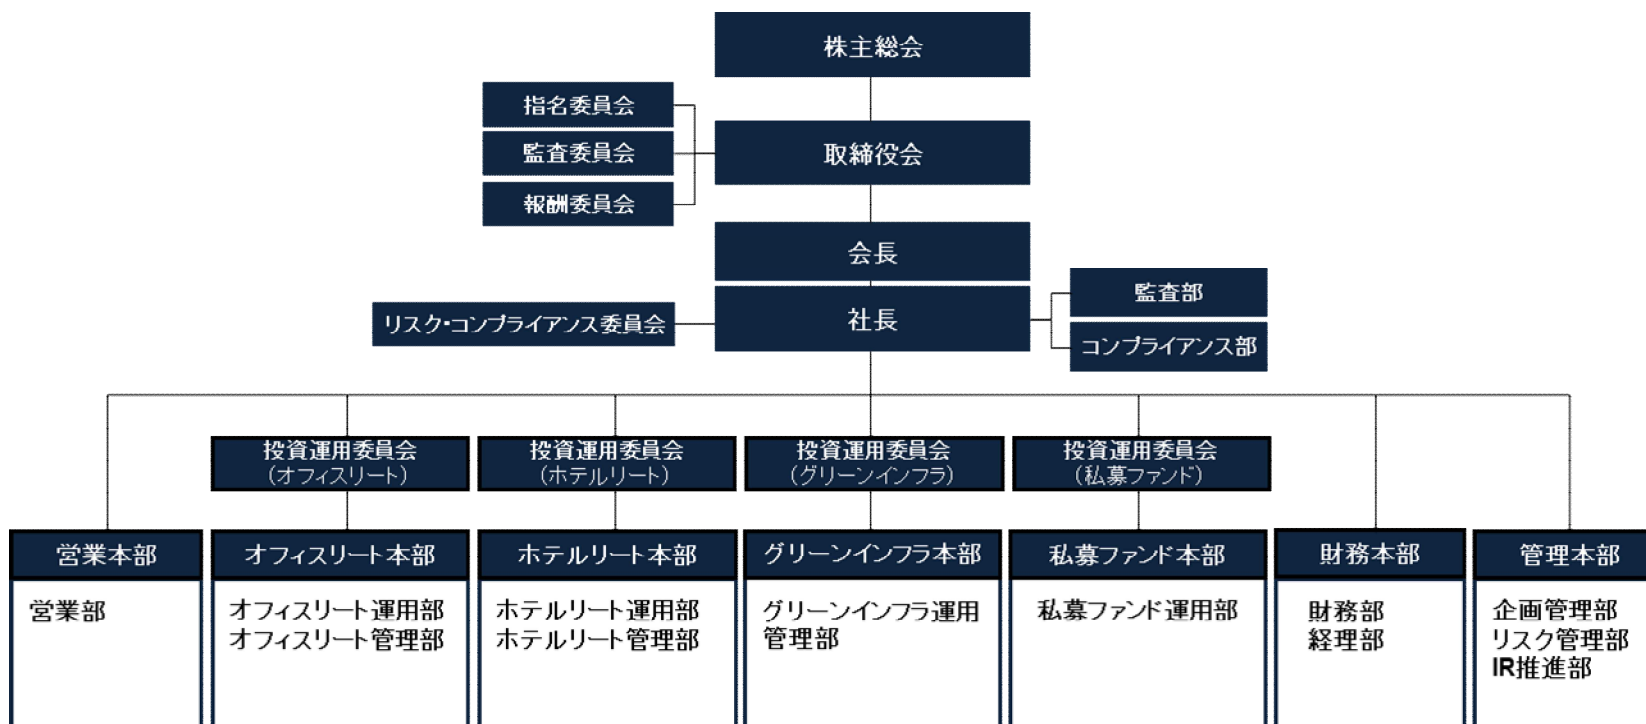 株主総会
指名委員会
監査委員会
報酬委員会
取締役会
会長
社長
リスク・コンプライアンス委員会
監査部
コンプライアンス部
投資運用委員会
(オフィスリート)
投資運用委員会
(ホテルリート)
投資運用委員会
(グリーンインフラ)
投資運用委員会
(私募ファンド)
営業本部
営業部
オフィスリート本部
オフィスリート運用部
オフィスリート管理部
ホテルリート本部
ホテルリート運用部
ホテルリート管理部
グリーンインフラ本部
グリーンインフラ運用
管理部
私募ファンド本部
私募ファンド運用部
財務本部
財務部
経理部
管理本部
企画管理部
リスク管理部
IR推進部